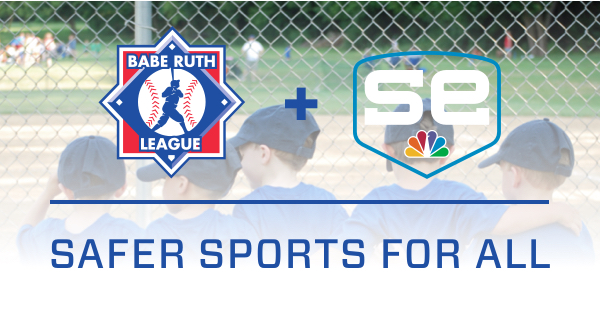 BABE RUTH
LEAGUE
+
se
SAFER SPORTS FOR ALL